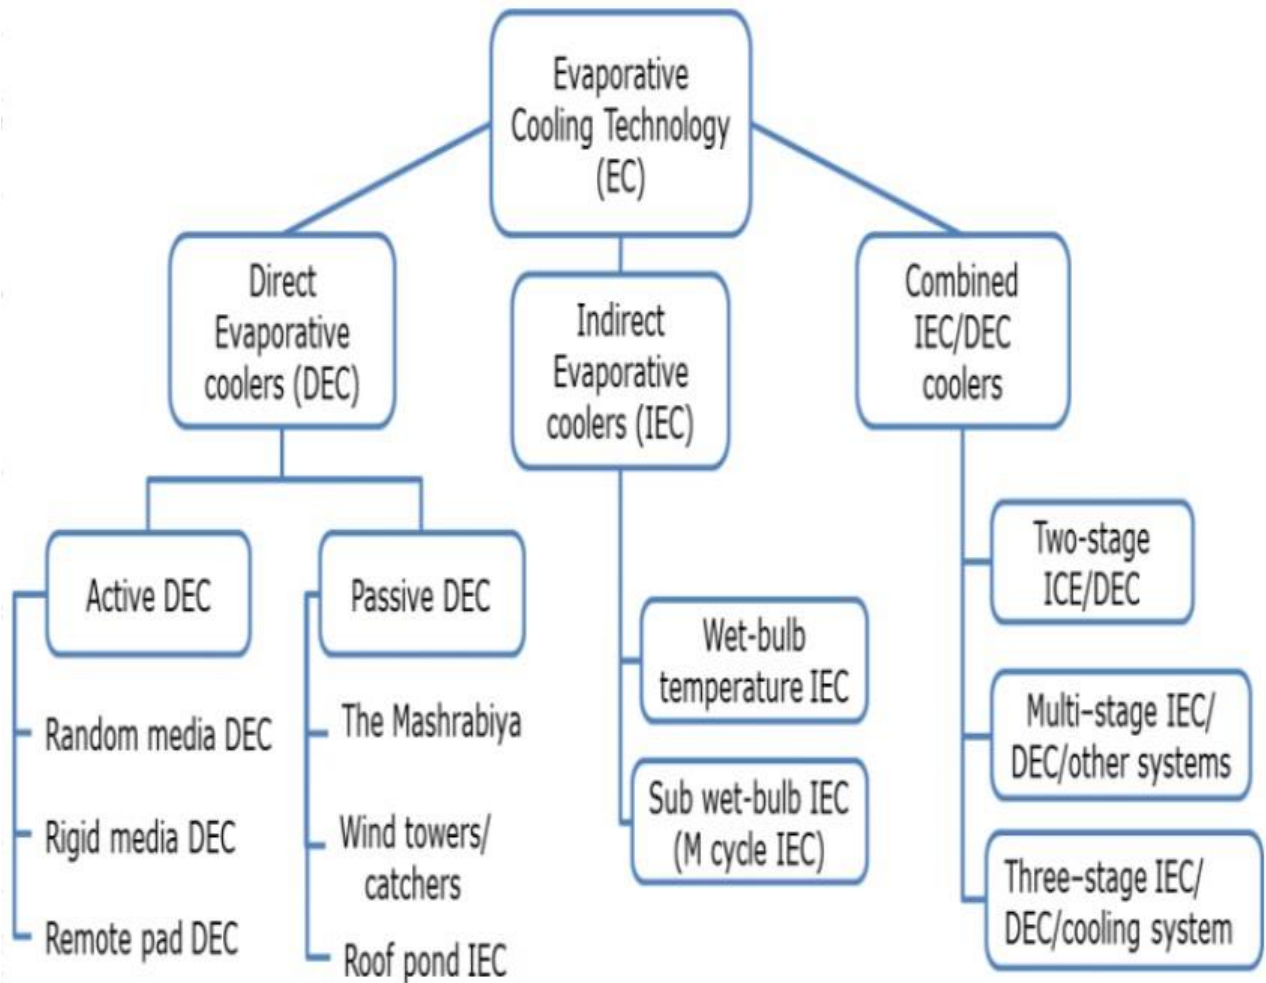 Evaporative
Cooling Technology
(EC)
Direct
Evaporative
coolers (DEC)
Indirect
Evaporative
coolers (IEC)
Combined
IEC/DEC
coolers
Active DEC
Random media DEC
Rigid media DEC
Remote pad DEC
Passive DEC
The Mashrabiya
Wind towers/
catchers
Roof pond IEC
Wet-bulb
temperature IEC
Sub wet-bulb IEC
(M cycle IEC)
Two-stage
ICE/DEC
Multi–stage IEC/
DEC/other systems
Three–stage IEC/
DEC/cooling system